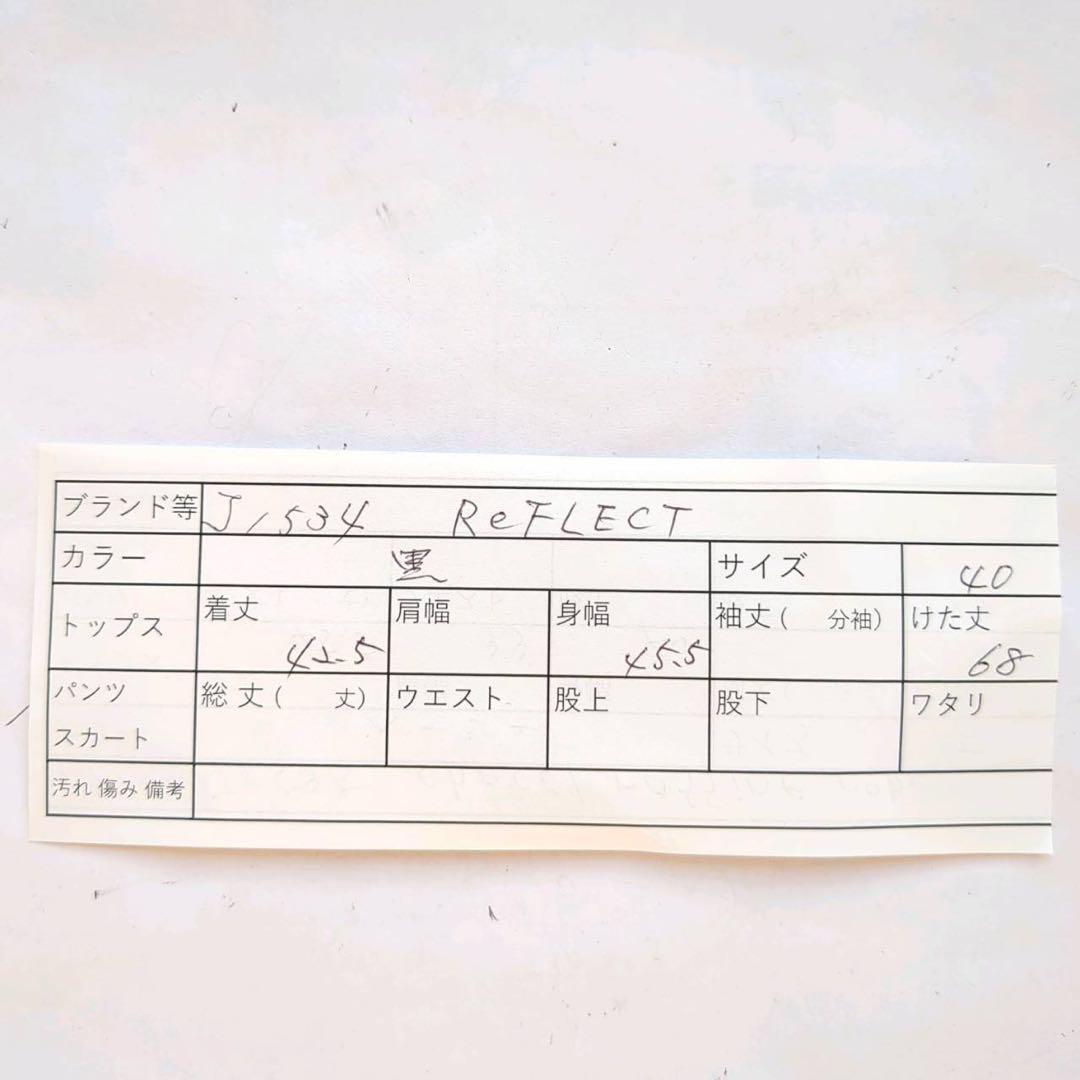 ブランド等 J1534 ReFLECT
カラー 黒 サイズ 40
トップス 着丈 42.5 肩幅 身幅 45.5 袖丈( 分袖) けた丈 68
パンツ スカート 総丈( 丈) ウエスト 股上 股下 ワタリ
汚れ 傷み 備考